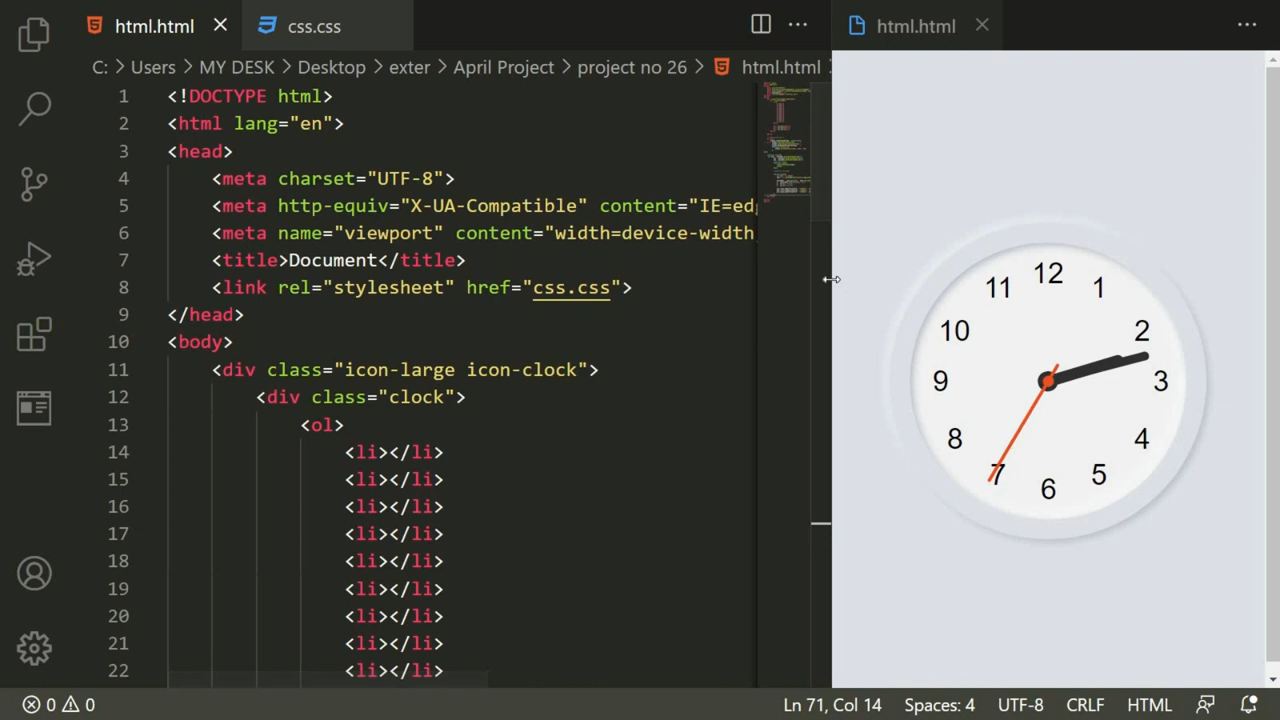 html.html
css.css
html.html
C: > Users > MY DESK > Desktop > exter > April Project > project no 26 > html.html
1 <!DOCTYPE html>
2 <html lang="en">
3 <head>
4 <meta charset="UTF-8">
5 <meta http-equiv="X-UA-Compatible" content="IE=ed
6 <meta name="viewport" content="width=device-width
7 <title>Document</title>
8 <link rel="stylesheet" href="css.css">
9 </head>
10 <body>
11 <div class="icon-large icon-clock">
12 <div class="clock">
13 <ol>
14 <li></li>
15 <li></li>
16 <li></li>
17 <li></li>
18 <li></li>
19 <li></li>
20 <li></li>
21 <li></li>
22 <li></li>
12
11 1
10 2
9 3
8 4
7 5
6
0 0
Ln 71, Col 14
Spaces: 4
UTF-8
CRLF
HTML